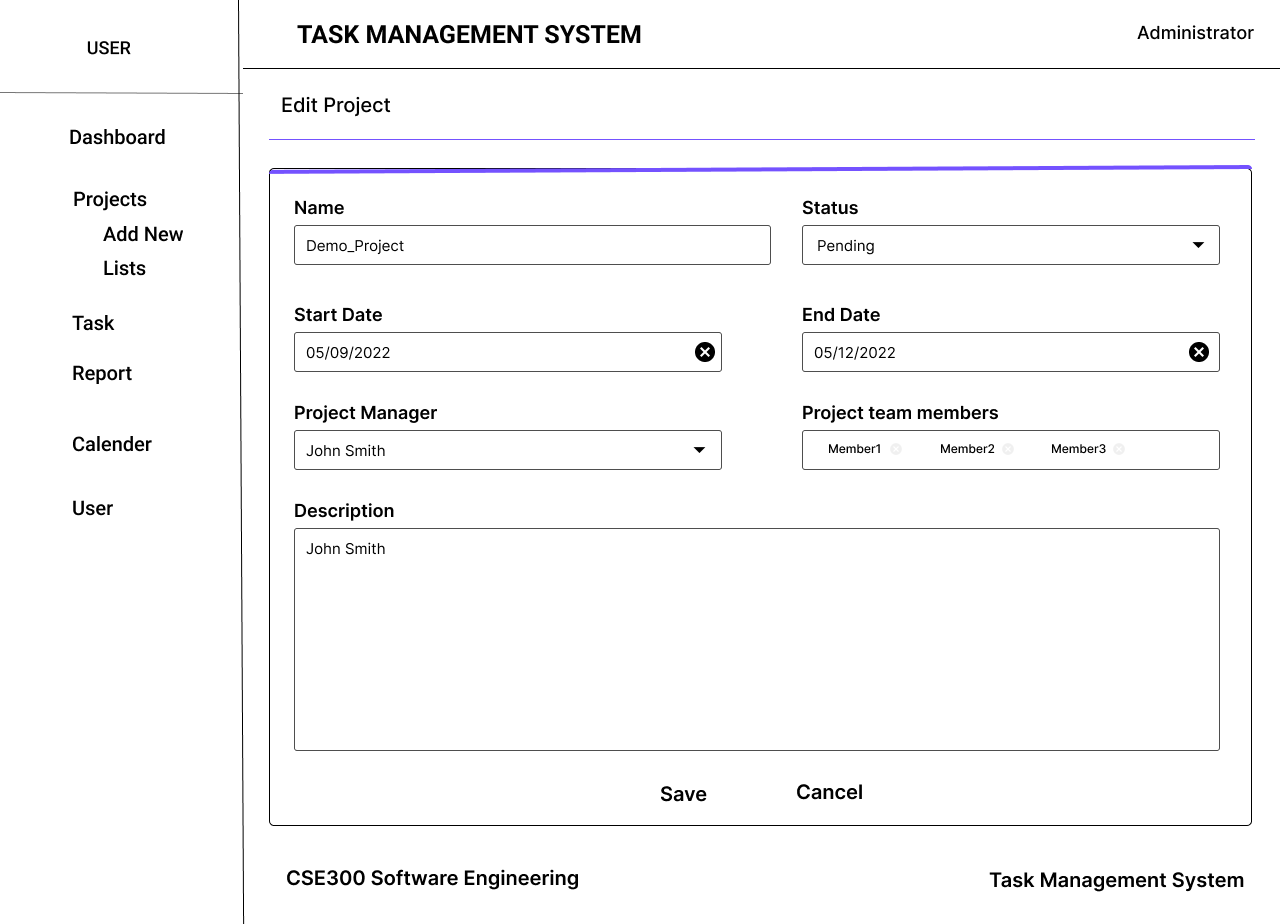 USER
TASK MANAGEMENT SYSTEM
Administrator
Edit Project
Dashboard
Projects
Add New
Lists
Task
Report
Calender
User
Name
Status
Demo_Project
Pending
Start Date
End Date
05/09/2022
05/12/2022
Project Manager
Project team members
John Smith
Member1 Member2 Member3
Description
John Smith
Save
Cancel
CSE300 Software Engineering
Task Management System